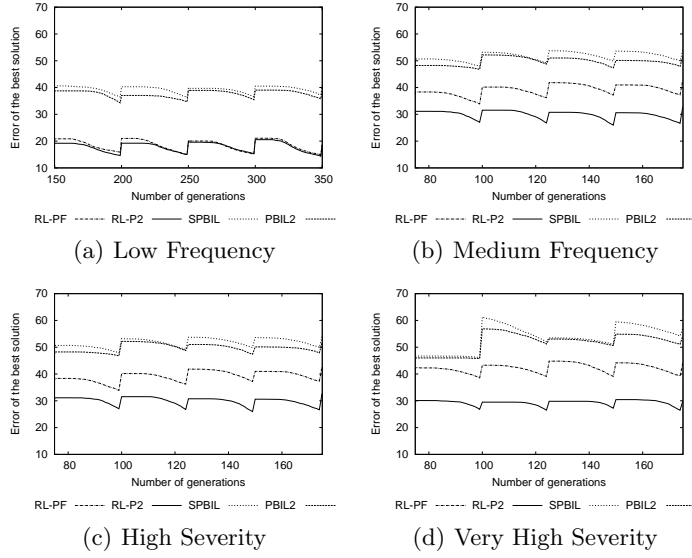 70
60
50
40
30
20
10
150 200 250 300 350
Error of the best solution
Number of generations
RL-PF RL-P2 SPBIL PBIL2
(a) Low Frequency
70
60
50
40
30
20
10
80 100 120 140 160
Error of the best solution
Number of generations
RL-PF RL-P2 SPBIL PBIL2
(b) Medium Frequency
70
60
50
40
30
20
10
80 100 120 140 160
Error of the best solution
Number of generations
RL-PF RL-P2 SPBIL PBIL2
(c) High Severity
70
60
50
40
30
20
10
80 100 120 140 160
Error of the best solution
Number of generations
RL-PF RL-P2 SPBIL PBIL2
(d) Very High Severity